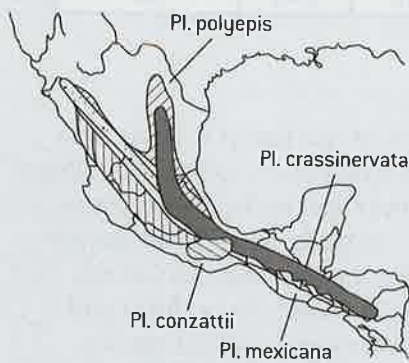 Pl. polyepis
Pl. crassinervata
Pl. conzattii
Pl. mexicana